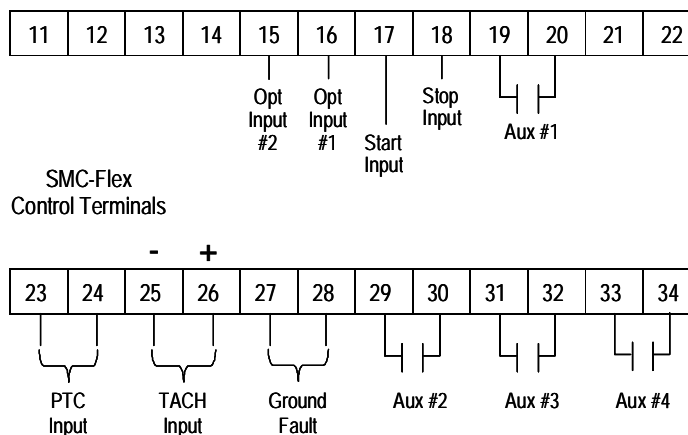 11 12 13 14 15 16 17 18 19 20 21 22
Opt Input #2
Opt Input #1
Start Input
Stop Input
Aux #1
SMC-Flex
Control Terminals
- +
23 24 25 26 27 28 29 30 31 32 33 34
PTC Input
TACH Input
Ground Fault
Aux #2
Aux #3
Aux #4